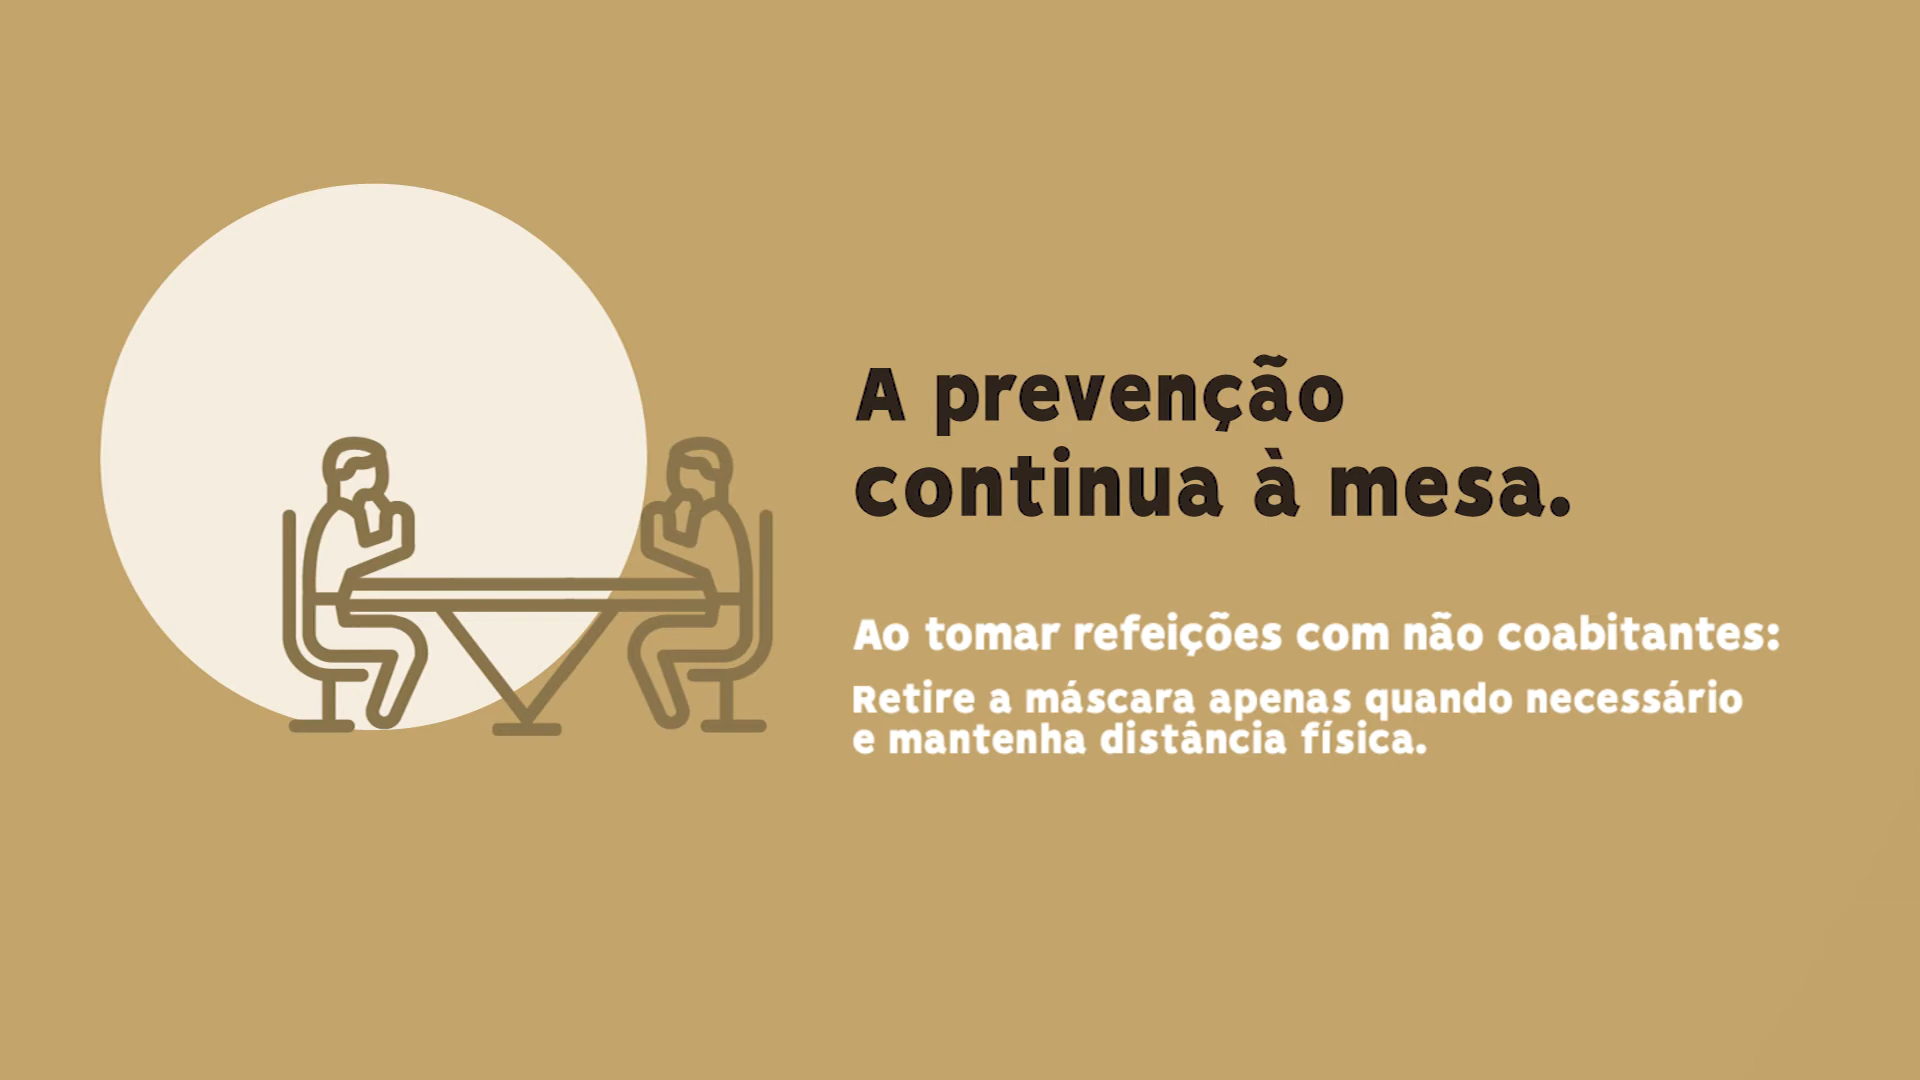 A prevenção
continua à mesa.
Ao tomar refeições com não coabitantes:
Retire a máscara apenas quando necessário
e mantenha distância física.